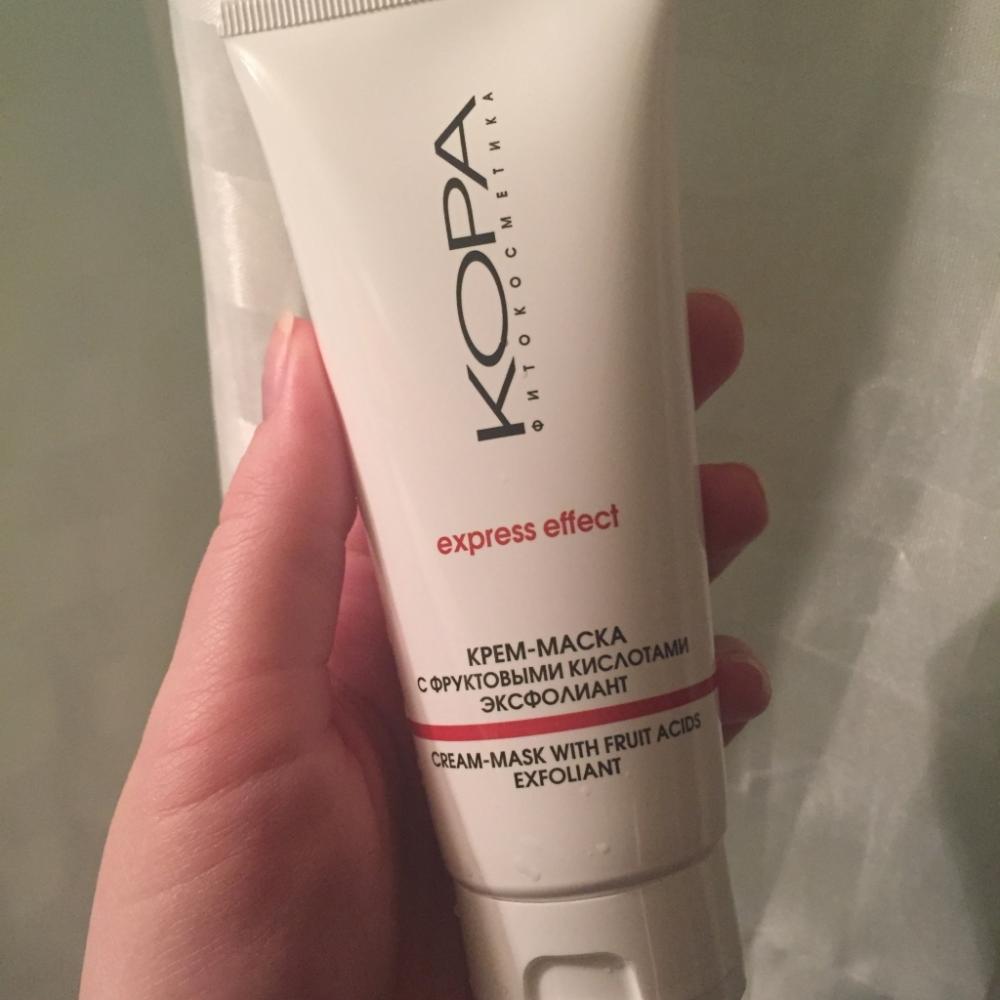 КОРА
ФИТОКОСМЕТИКА
express effect
КРЕМ-МАСКА
С ФРУКТОВЫМИ КИСЛОТАМИ
ЭКСФОЛИАНТ
CREAM-MASK WITH FRUIT ACIDS
EXFOLIANT